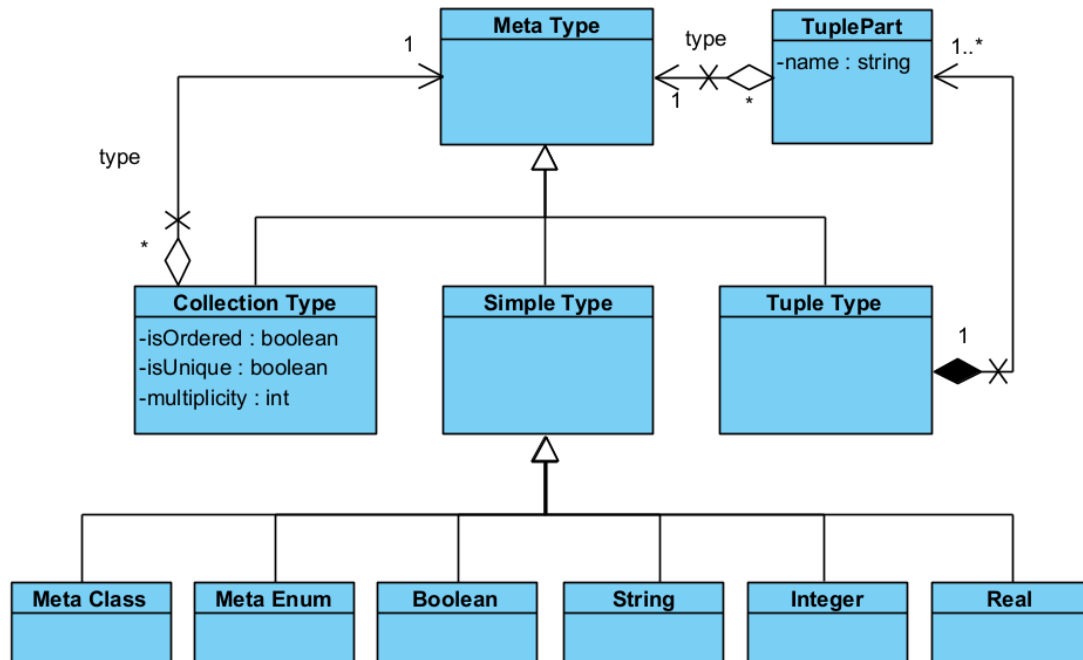 Meta Type
TuplePart
-name : string
1
type
1
*
1..*
type
*
Collection Type
-isOrdered : boolean
-isUnique : boolean
-multiplicity : int
Simple Type
Tuple Type
1
Meta Class
Meta Enum
Boolean
String
Integer
Real